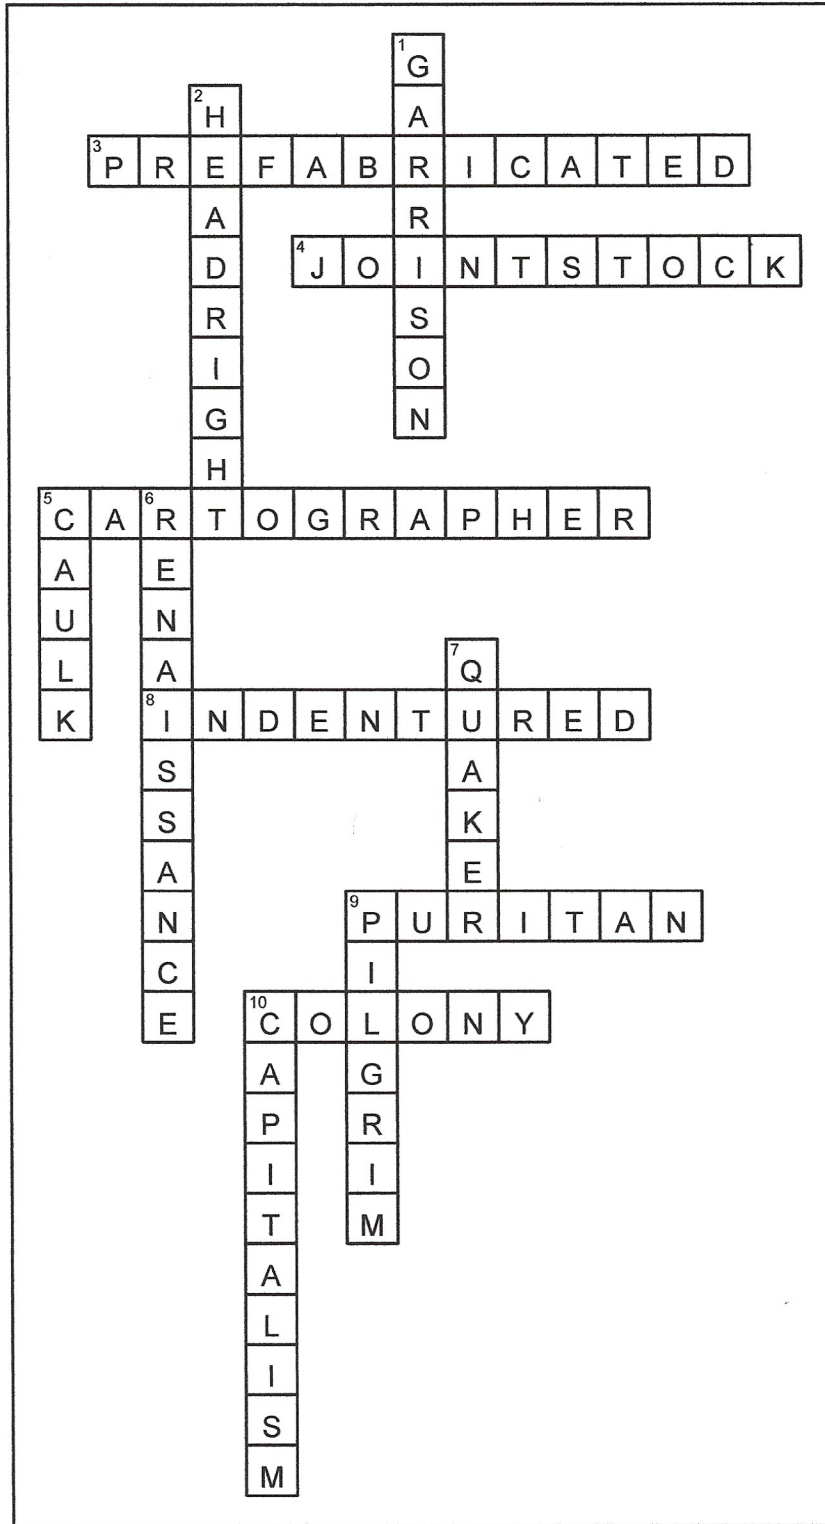 1 G
2 H A
3 P R E F A B R I C A T E D
A R
D 4 J O I N T S T O C K
R S
I O
G N
H
5 C A 6 R T O G R A P H E R
A E
U N
L A 7 Q
K 8 I N D E N T U R E D
S A
S K
A E
N 9 P U R I T A N
C I
E 10 C O L O N Y
A G
P R
I I
T M
A
L
I
S
M